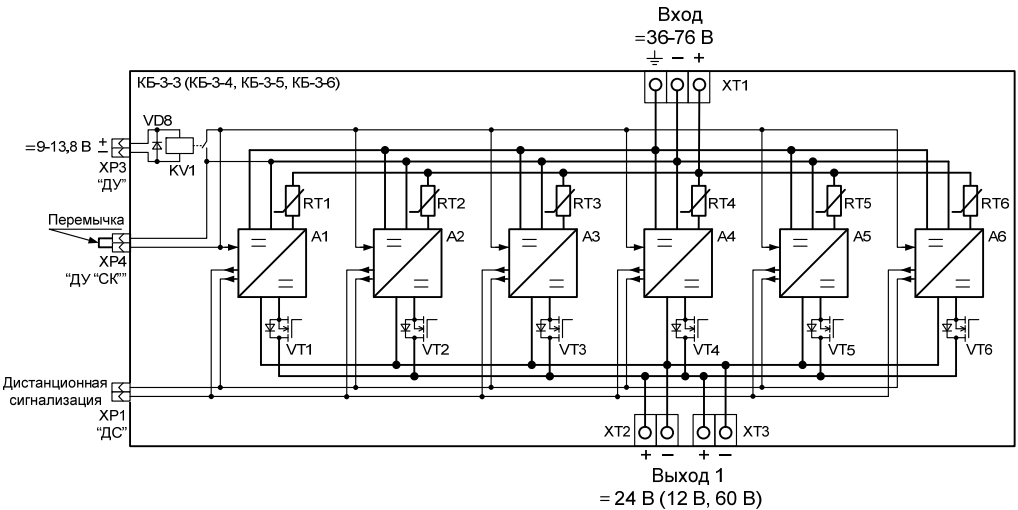 Вход
=36-76 В
− +
XT1
КБ-3-3 (КБ-3-4, КБ-3-5, КБ-3-6)
VD8
=9-13,8 В + −
KV1
XP3
"ДУ"
RT1 RT2 RT3 RT4 RT5 RT6
Перемычка
A1 A2 A3 A4 A5 A6
XP4
"ДУ "СК""
VT1 VT2 VT3 VT4 VT5 VT6
Дистанционная
сигнализация
XP1
"ДС"
XT2 XT3
+ − + −
Выход 1
= 24 В (12 В, 60 В)